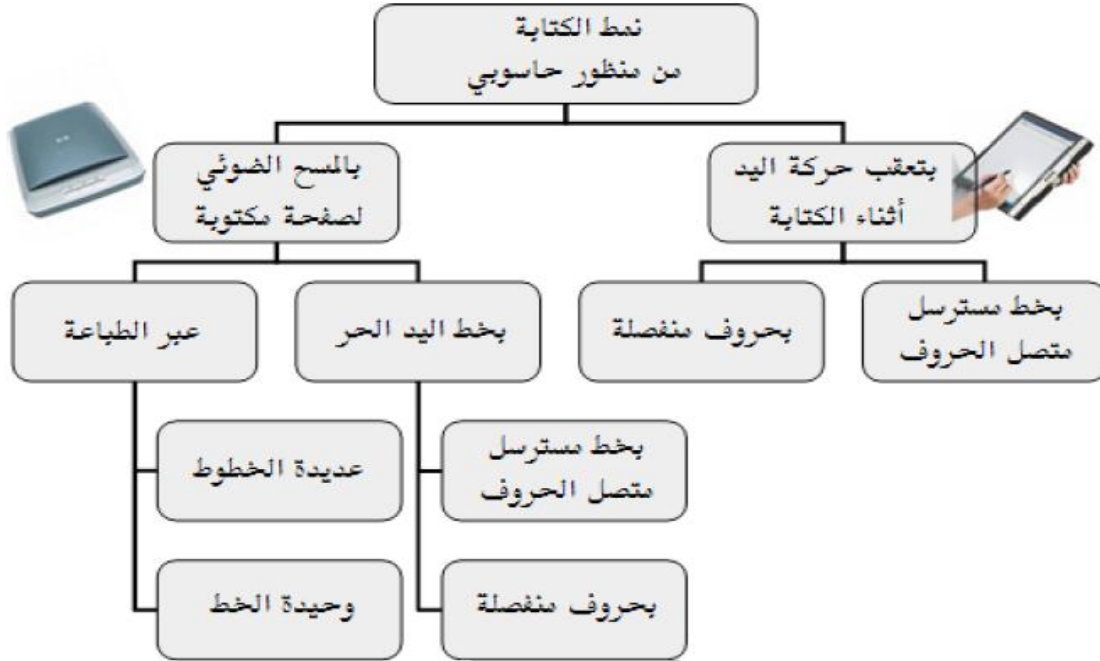 نمط الكتابة
من منظور حاسوبي
بتعقب حركة اليد
أثناء الكتابة
بالمسح الضوئي
لصفحة مكتوبة
بخط مسترسل
متصل الحروف
بحروف منفصلة
بخط اليد الحر
عبر الطباعة
بخط مسترسل
متصل الحروف
عديدة الخطوط
بحروف منفصلة
وحيدة الخط